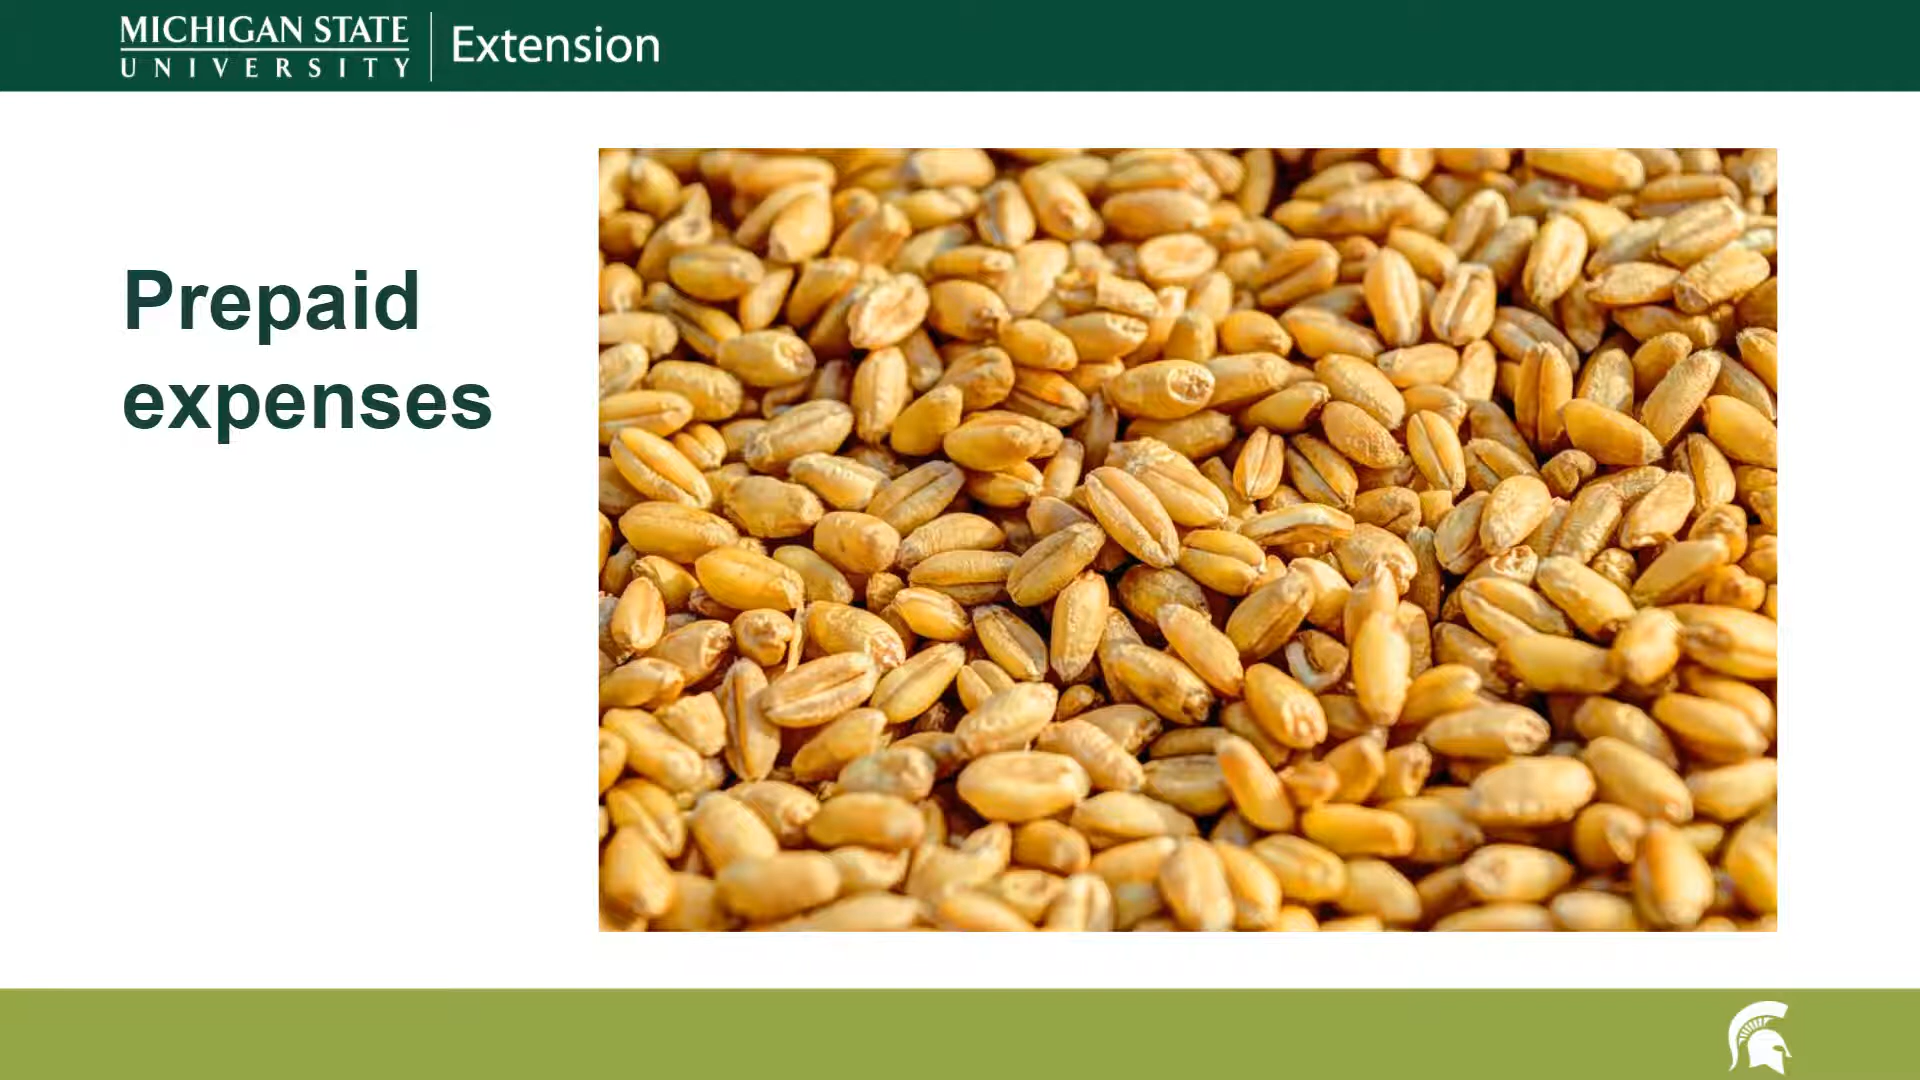 MICHIGAN STATE
UNIVERSITY
Extension
Prepaid
expenses